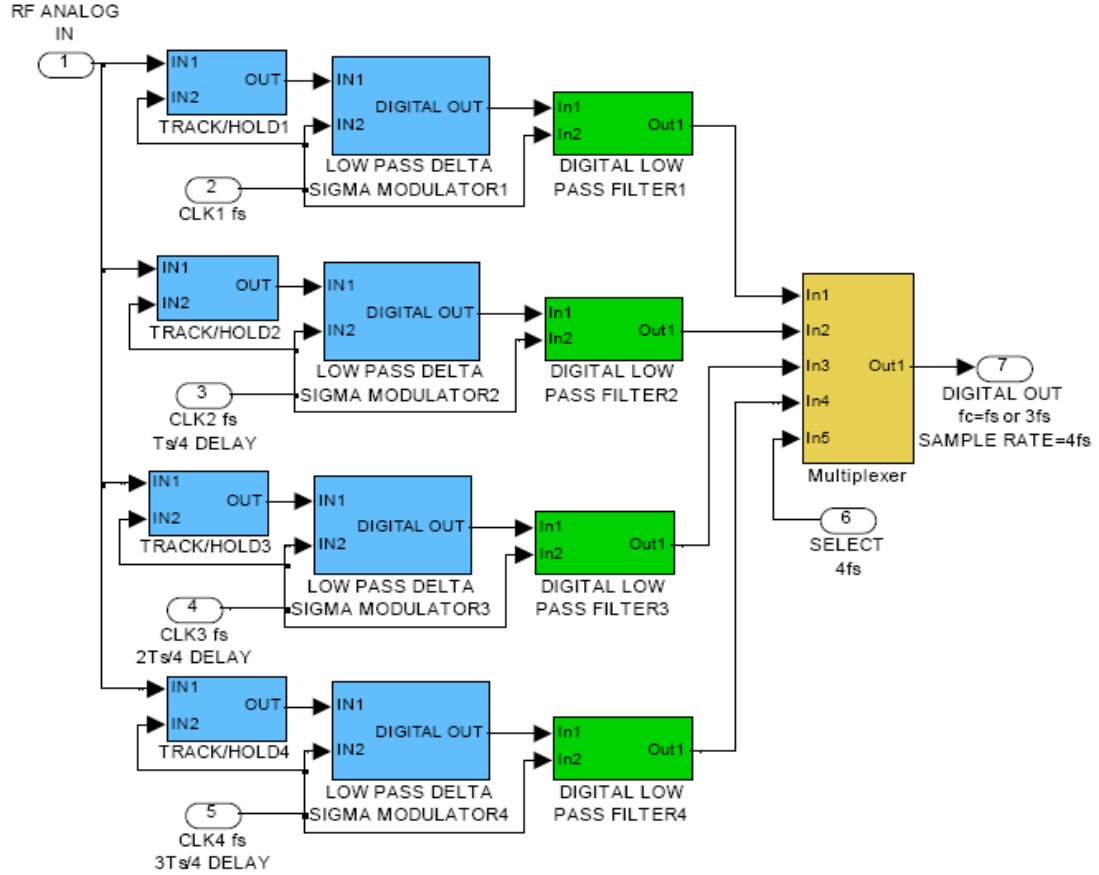 RF ANALOG
IN
1
IN1
OUT
IN2
TRACK/HOLD1
IN1
DIGITAL OUT
IN2
LOW PASS DELTA
SIGMA MODULATOR1
In1
Out1
In2
DIGITAL LOW
PASS FILTER1
2
CLK1 fs
IN1
OUT
IN2
TRACK/HOLD2
IN1
DIGITAL OUT
IN2
LOW PASS DELTA
SIGMA MODULATOR2
In1
Out1
In2
DIGITAL LOW
PASS FILTER2
3
CLK2 fs
Ts/4 DELAY
IN1
OUT
IN2
TRACK/HOLD3
IN1
DIGITAL OUT
IN2
LOW PASS DELTA
SIGMA MODULATOR3
In1
Out1
In2
DIGITAL LOW
PASS FILTER3
4
CLK3 fs
2Ts/4 DELAY
IN1
OUT
IN2
TRACK/HOLD4
IN1
DIGITAL OUT
IN2
LOW PASS DELTA
SIGMA MODULATOR4
In1
Out1
In2
DIGITAL LOW
PASS FILTER4
5
CLK4 fs
3Ts/4 DELAY
In1
In2
In3
In4
In5
Out1
Multiplexer
6
SELECT
4fs
7
DIGITAL OUT
fc=fs or 3fs
SAMPLE RATE=4fs